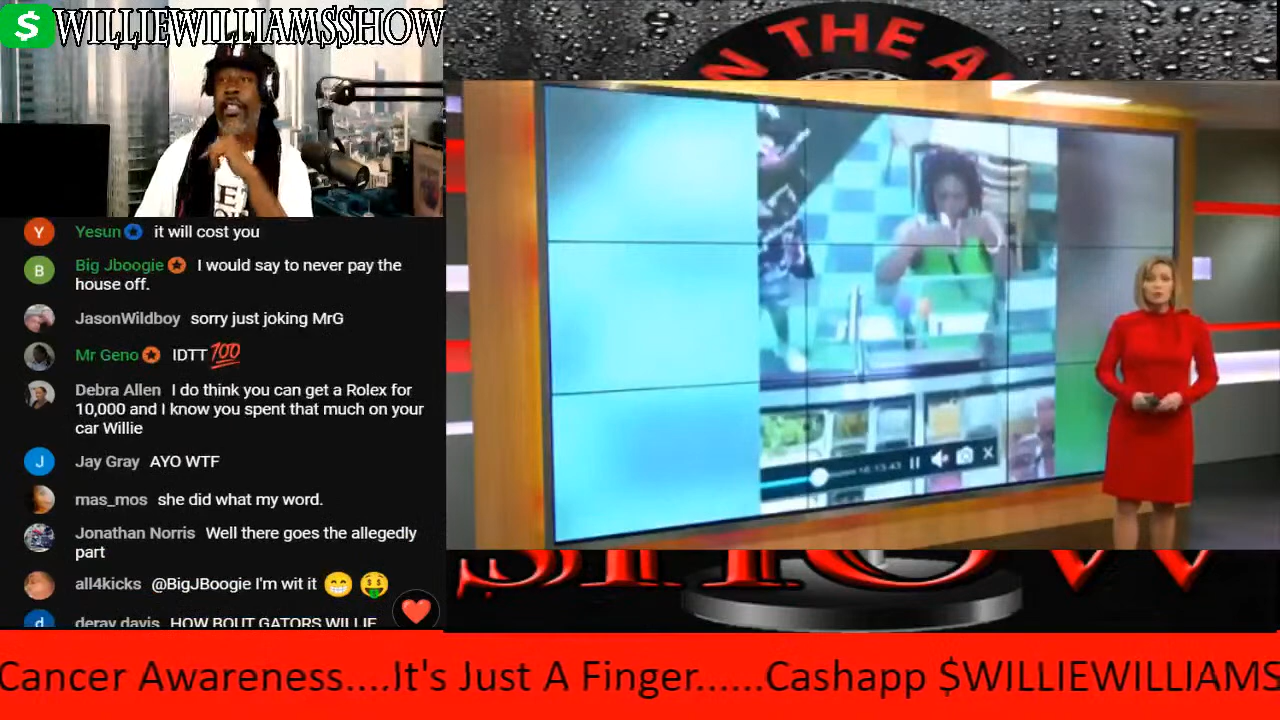 $WILLIEWILLIAMS$HOW
N THE A
Y Yesun it will cost you
B Big Jboogie I would say to never pay the
house off.
JasonWildboy sorry just joking MrG
Mr Geno IDTT 💯
Debra Allen I do think you can get a Rolex for
10,000 and I know you spent that much on your
car Willie
J Jay Gray AYO WTF
mas_mos she did what my word.
Jonathan Norris Well there goes the allegedly
part
all4kicks @BigJBoogie I'm wit it 😁 🤑
d deray davis HOW BOUT GATORS WILLIE
SHOW
Cancer Awareness....It's Just A Finger......Cashapp $WILLIEWILLIAMS